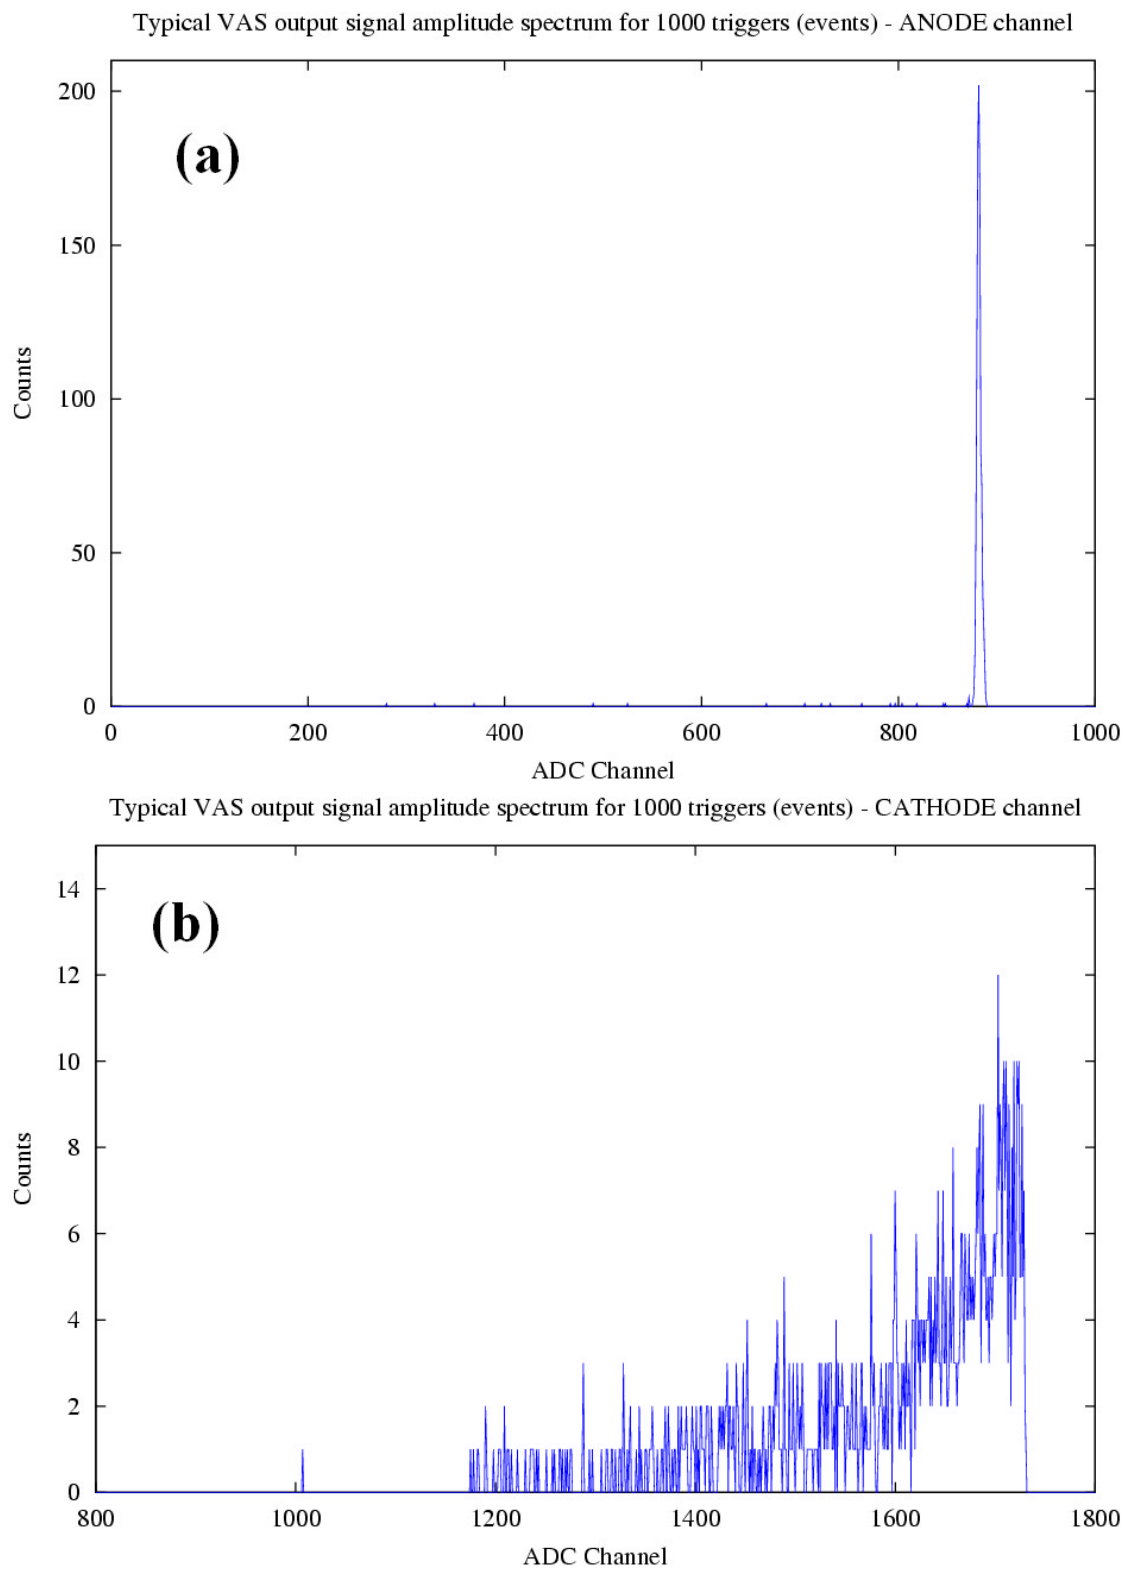 Typical VAS output signal amplitude spectrum for 1000 triggers (events) - ANODE channel
200
(a)
150
Counts
100
50
0
0 200 400 600 800 1000
ADC Channel
Typical VAS output signal amplitude spectrum for 1000 triggers (events) - CATHODE channel
14
(b)
12
10
8
Counts
6
4
2
0
800 1000 1200 1400 1600 1800
ADC Channel